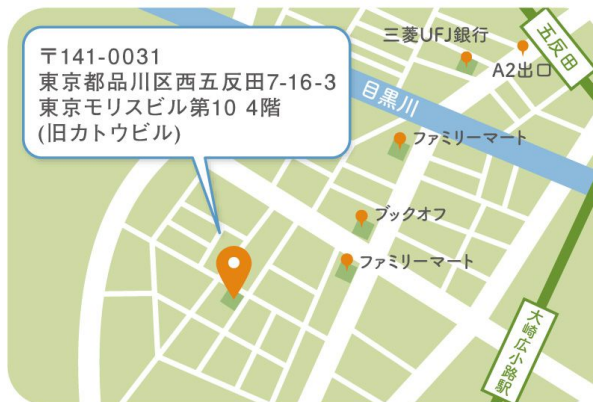 〒141-0031
東京都品川区西五反田7-16-3
東京モリスビル第10 4階
(旧カトウビル)
三菱UFJ銀行
五反田
A2出口
目黒川
ファミリーマート
ブックオフ
ファミリーマート
大崎広小路駅